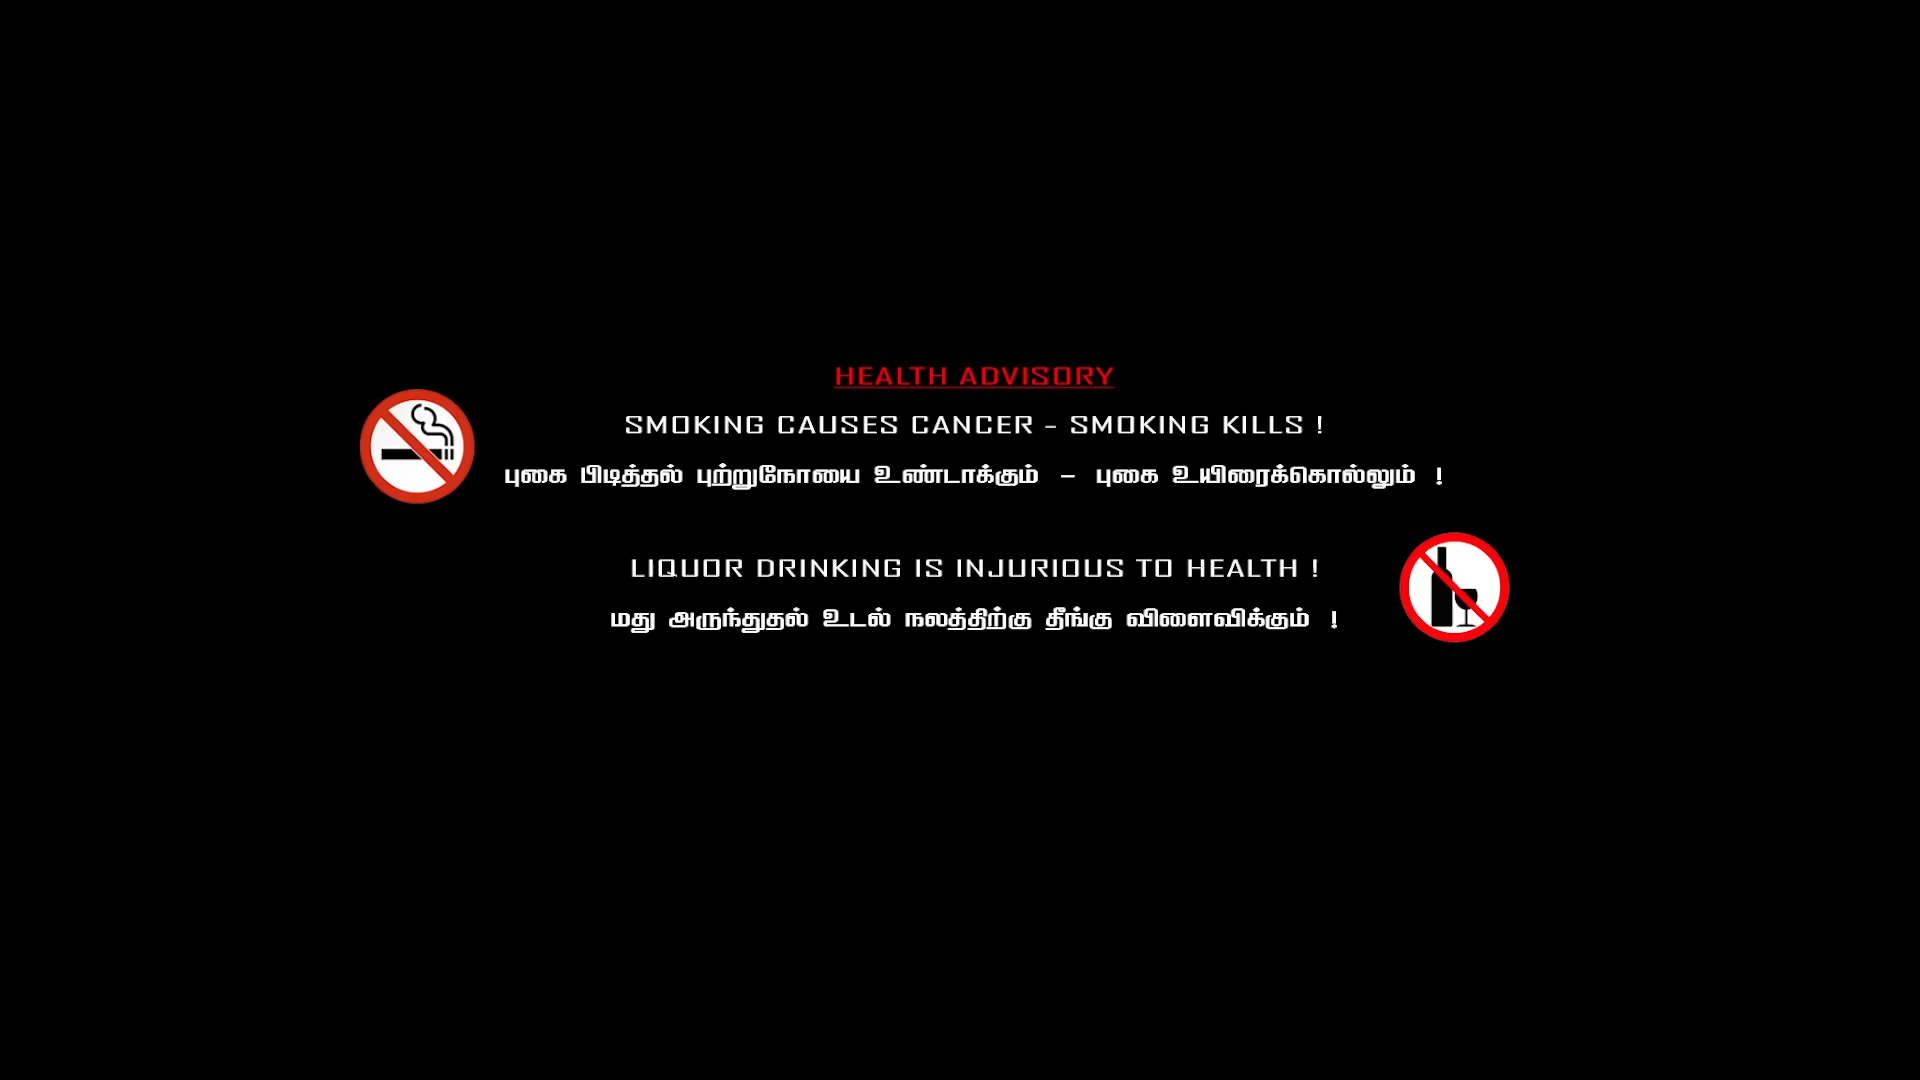 HEALTH ADVISORY
SMOKING CAUSES CANCER - SMOKING KILLS !
புகை பிடித்தல் புற்றுநோயை உண்டாக்கும் – புகை உயிரைக்கொல்லும் !
LIQUOR DRINKING IS INJURIOUS TO HEALTH !
மது அருந்துதல் உடல் நலத்திற்கு தீங்கு விளைவிக்கும் !